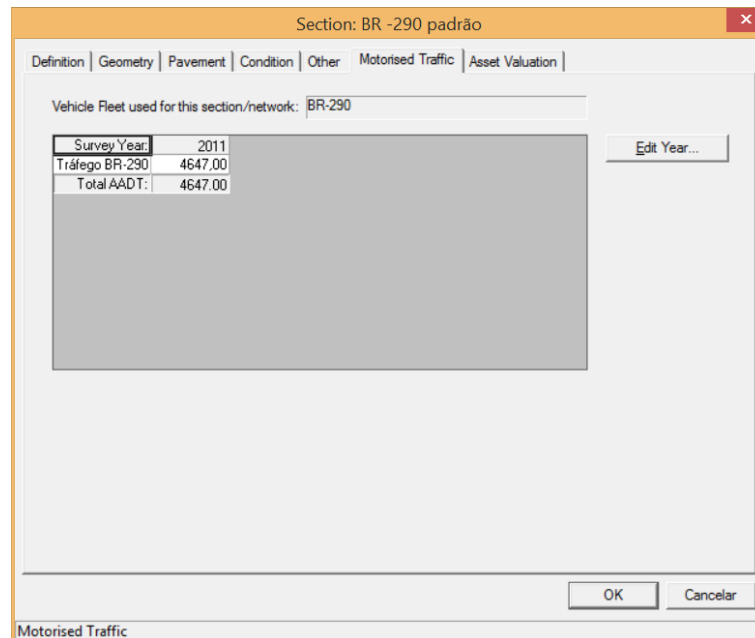 Section: BR -290 padrão
Definition Geometry Pavement Condition Other Motorised Traffic Asset Valuation
Vehicle Fleet used for this section/network: BR-290
Survey Year: 2011
Tráfego BR-290 4647,00
Total AADT: 4647.00
Edit Year...
OK Cancelar
Motorised Traffic